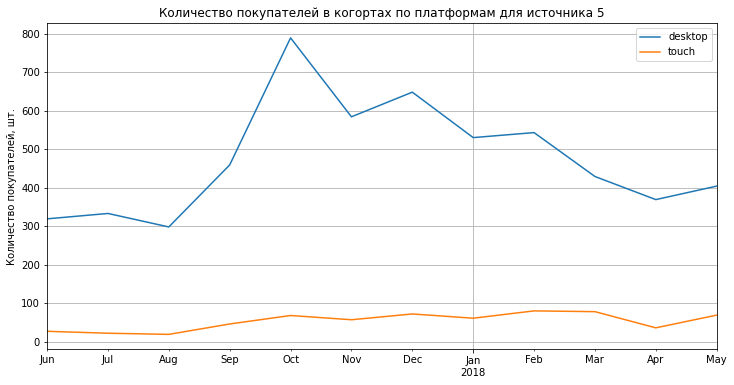 Количество покупателей в когортах по платформам для источника 5
desktop
touch
Количество покупателей, шт.
800
700
600
500
400
300
200
100
0
Jun Jul Aug Sep Oct Nov Dec Jan Feb Mar Apr May
2018